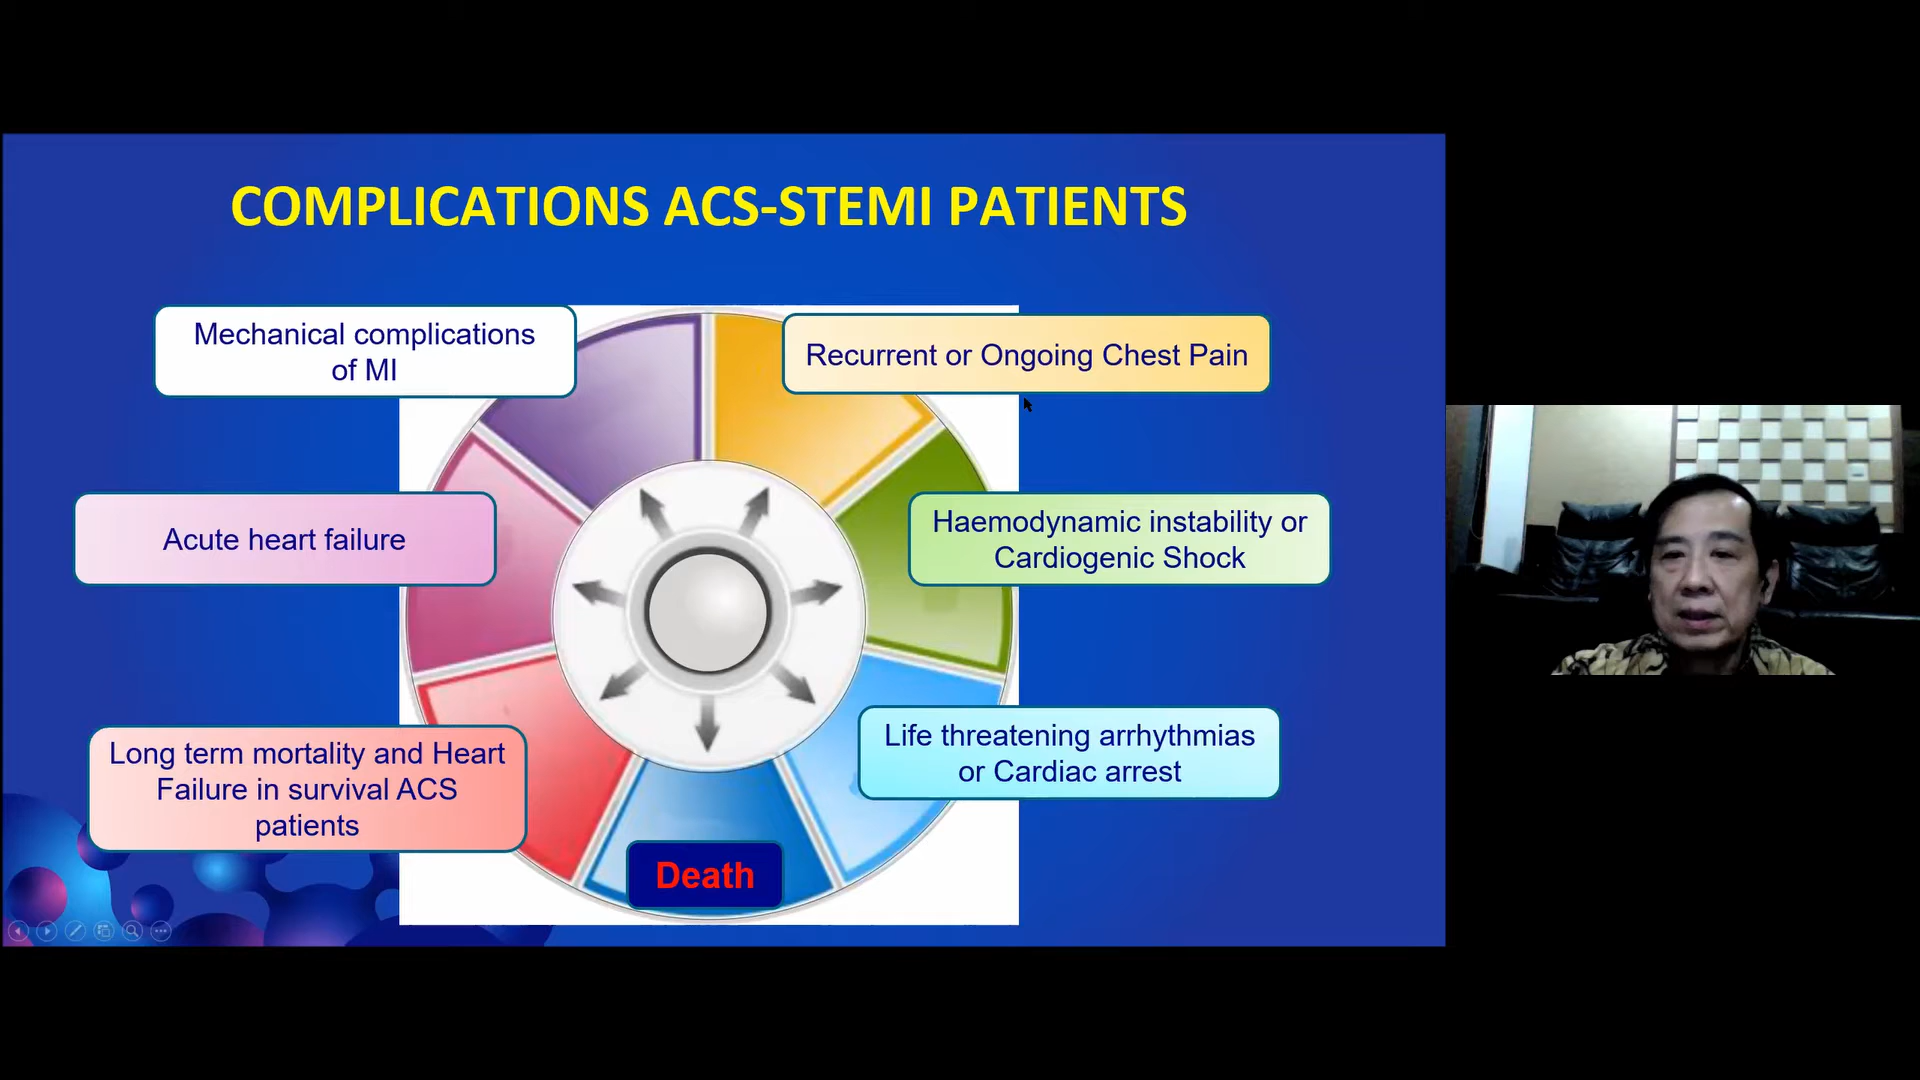 COMPLICATIONS ACS-STEMI PATIENTS
Mechanical complications
of MI
Recurrent or Ongoing Chest Pain
Acute heart failure
Haemodynamic instability or
Cardiogenic Shock
Long term mortality and Heart
Failure in survival ACS
patients
Life threatening arrhythmias
or Cardiac arrest
Death